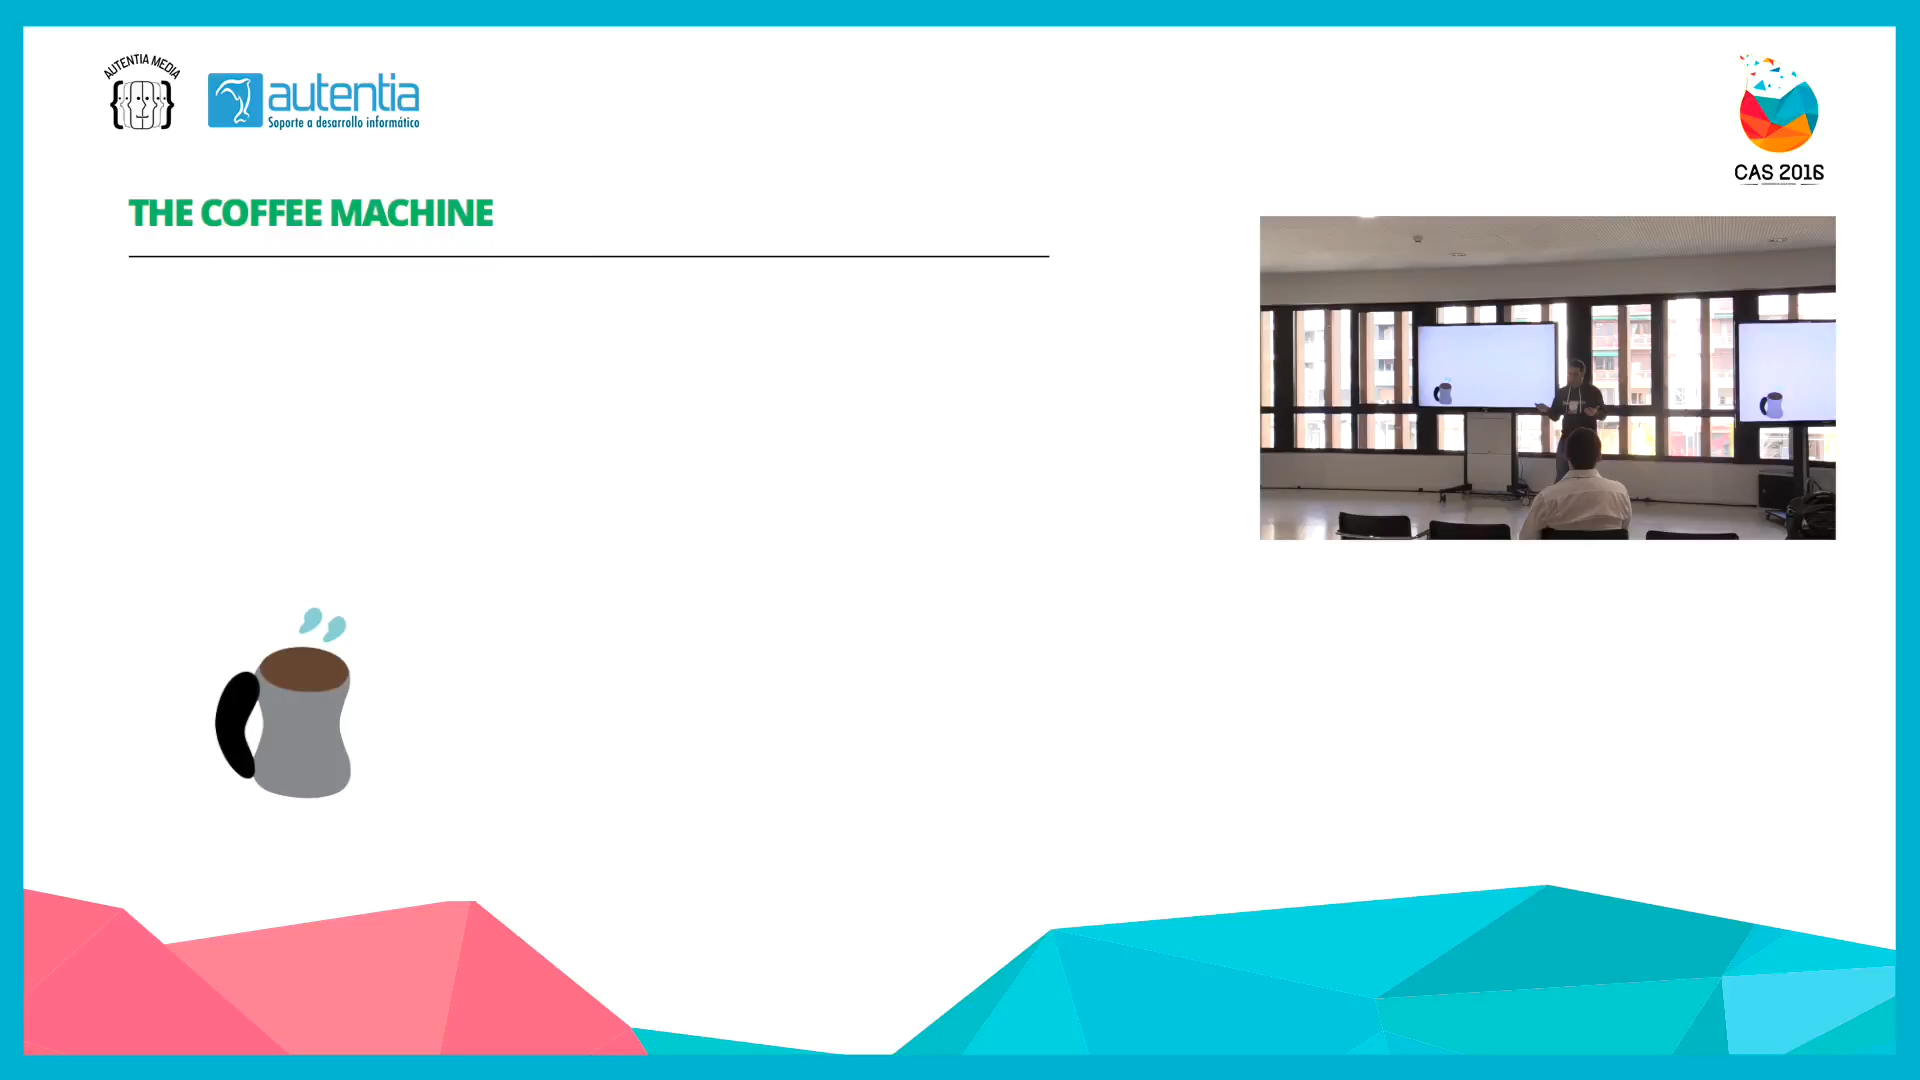 AUTENTIA MEDIA
autentia
Soporte a desarrollo informático
CAS 2016
THE COFFEE MACHINE